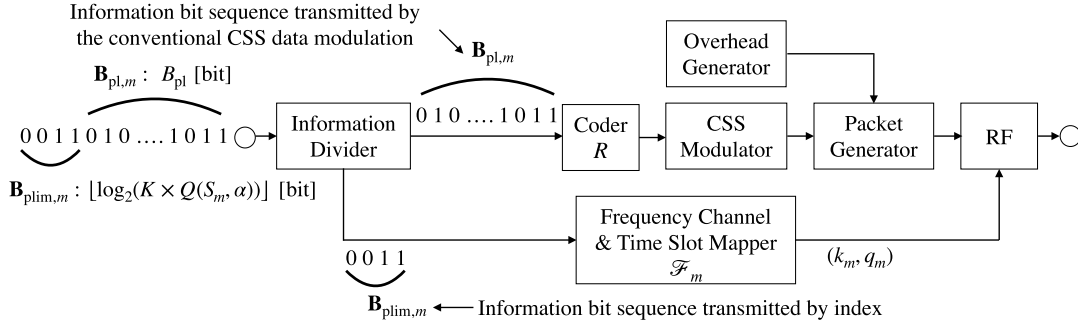 Information bit sequence transmitted by
the conventional CSS data modulation
B_pl,m
B_pl,m : B_pl [bit]
0 0 1 1 0 1 0 .... 1 0 1 1
B_plim,m : ⌊log_2(K × Q(S_m, α))⌋ [bit]
Information
Divider
0 1 0 .... 1 0 1 1
Coder
R
CSS
Modulator
Overhead
Generator
Packet
Generator
RF
0 0 1 1
B_plim,m
Information bit sequence transmitted by index
Frequency Channel
& Time Slot Mapper
ℱ_m
(k_m, q_m)